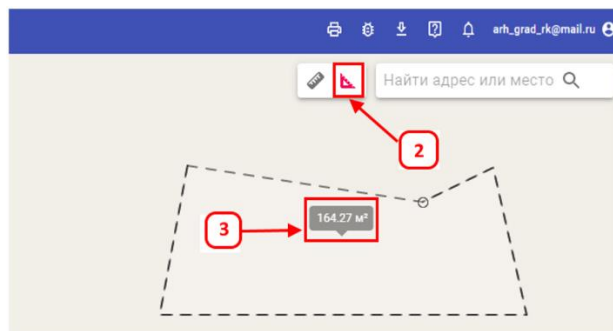 arh_grad_rk@mail.ru
Найти адрес или место
2
164.27 м²
3